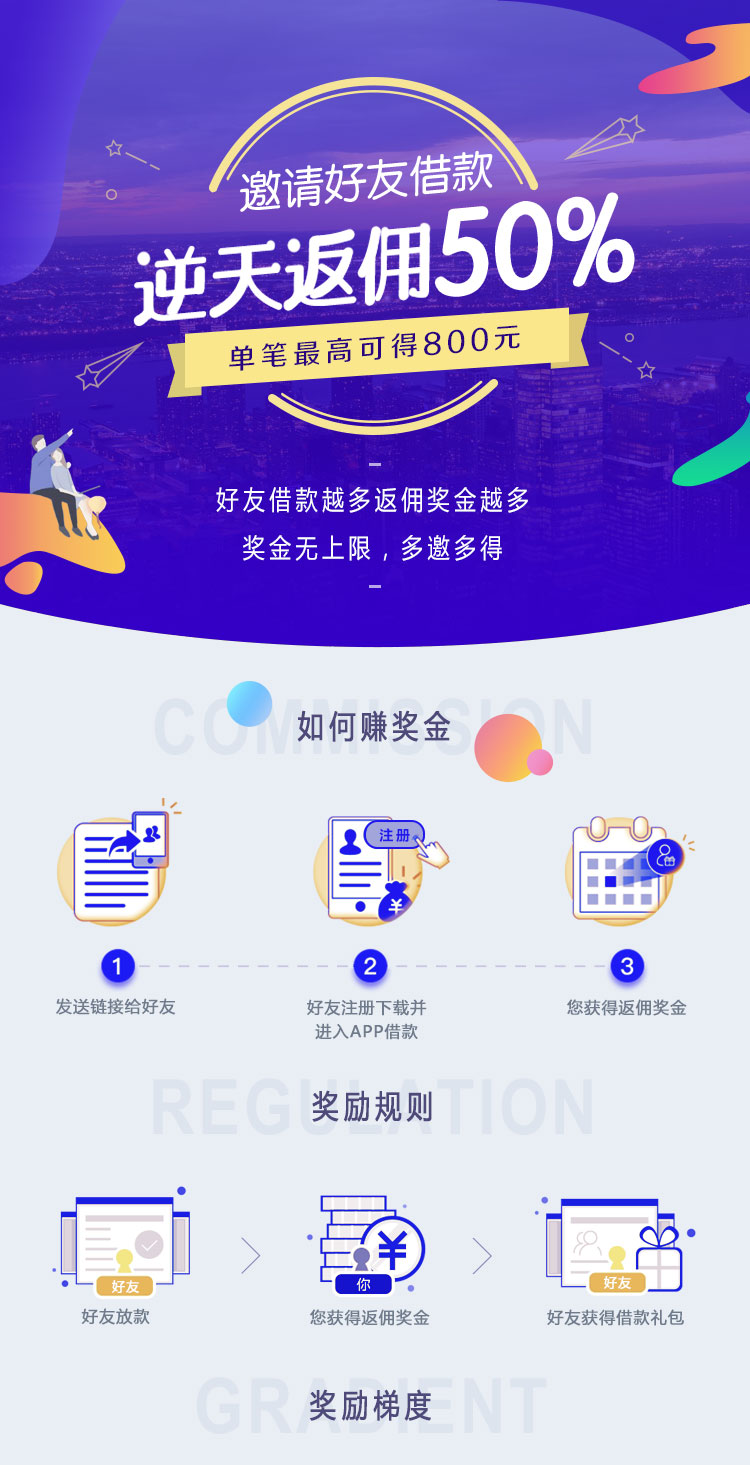 邀请好友借款
逆天返佣50%
单笔最高可得800元
好友借款越多返佣奖金越多
奖金无上限，多邀多得
COMMISSION
如何赚奖金
注册
¥
1
2
3
发送链接给好友
好友注册下载并
进入APP借款
您获得返佣奖金
REGULATION
奖励规则
¥
好友
你
好友
好友放款
您获得返佣奖金
好友获得借款礼包
GRADIENT
奖励梯度